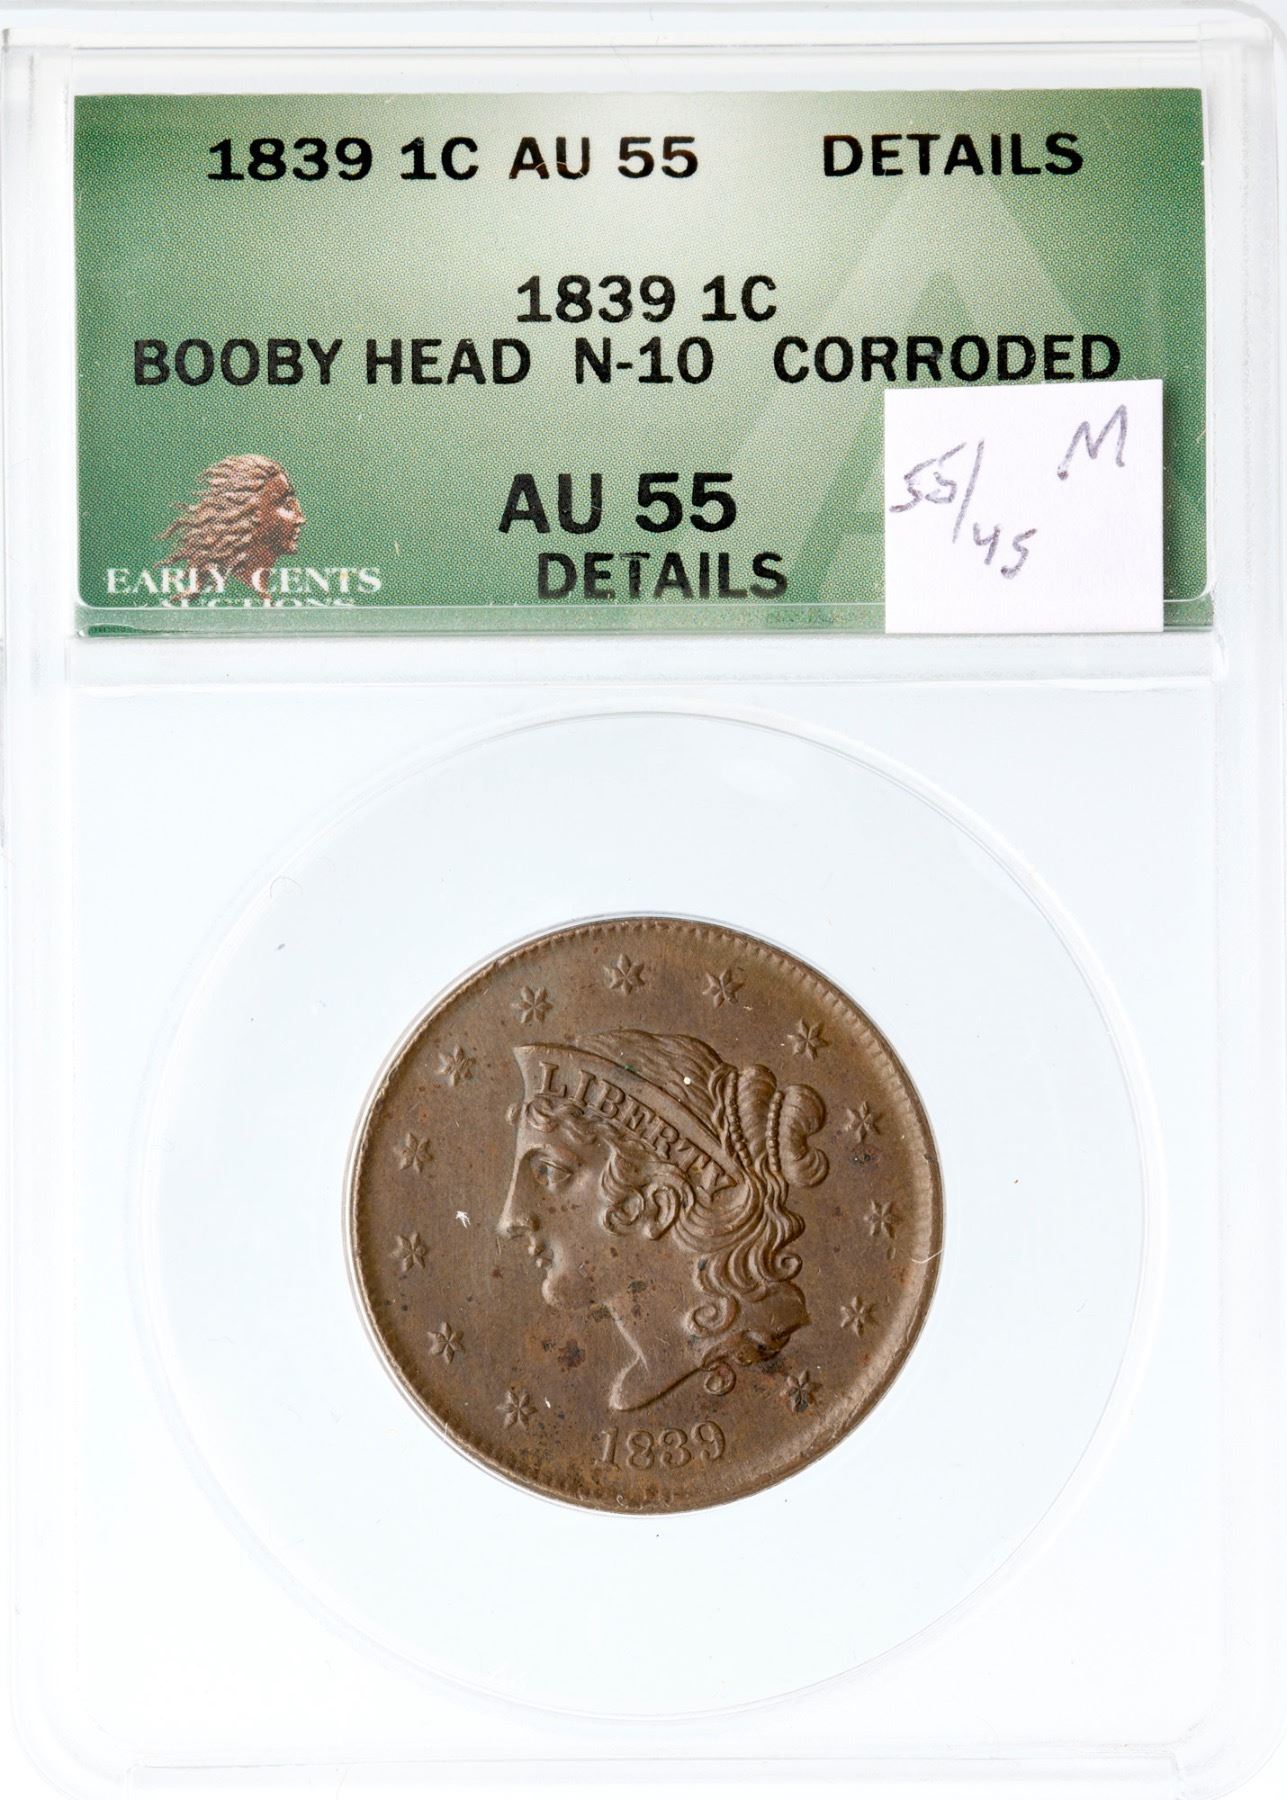 1839 1C AU 55 DETAILS
1839 1C
BOOBY HEAD N-10 CORRODED
AU 55
DETAILS
EARLY CENTS
AUCTIONS
55/45 M
LIBERTY
1839